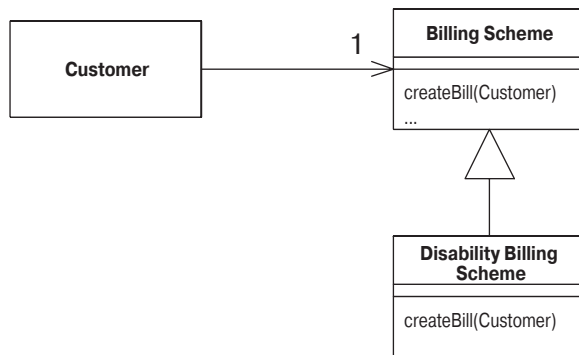 Customer
1
Billing Scheme
createBill(Customer)
...
Disability Billing
Scheme
createBill(Customer)